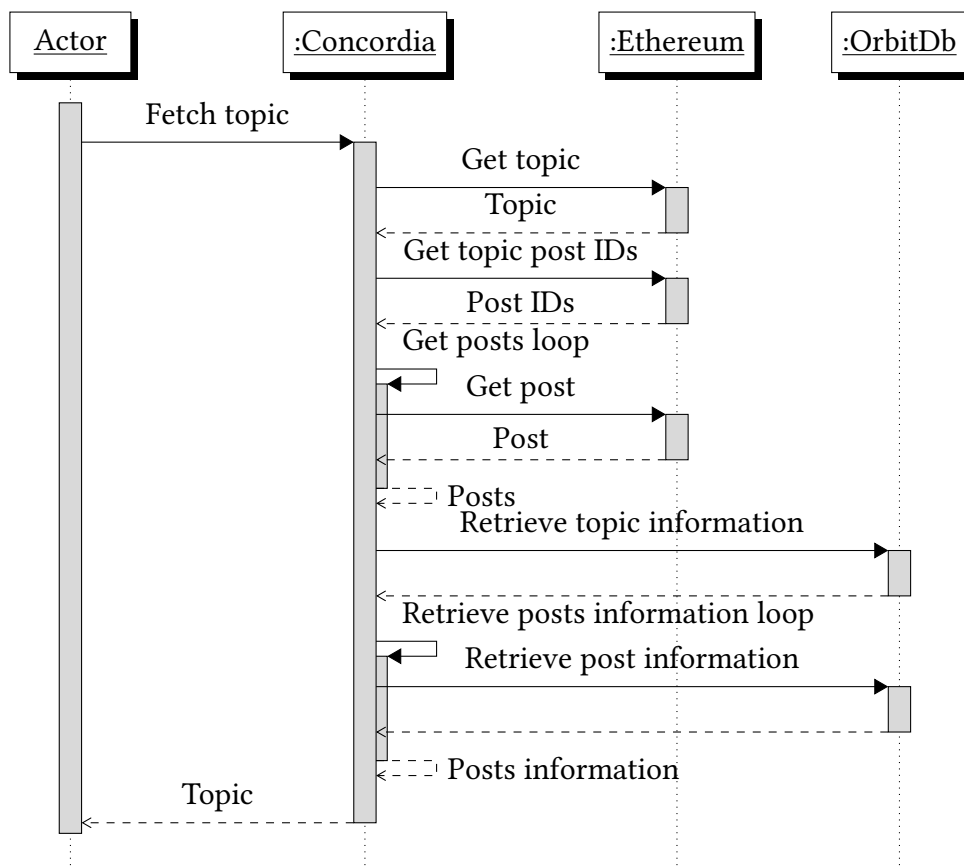 Actor
:Concordia
:Ethereum
:OrbitDb
Fetch topic
Get topic
Topic
Get topic post IDs
Post IDs
Get posts loop
Get post
Post
Posts
Retrieve topic information
Retrieve posts information loop
Retrieve post information
Posts information
Topic